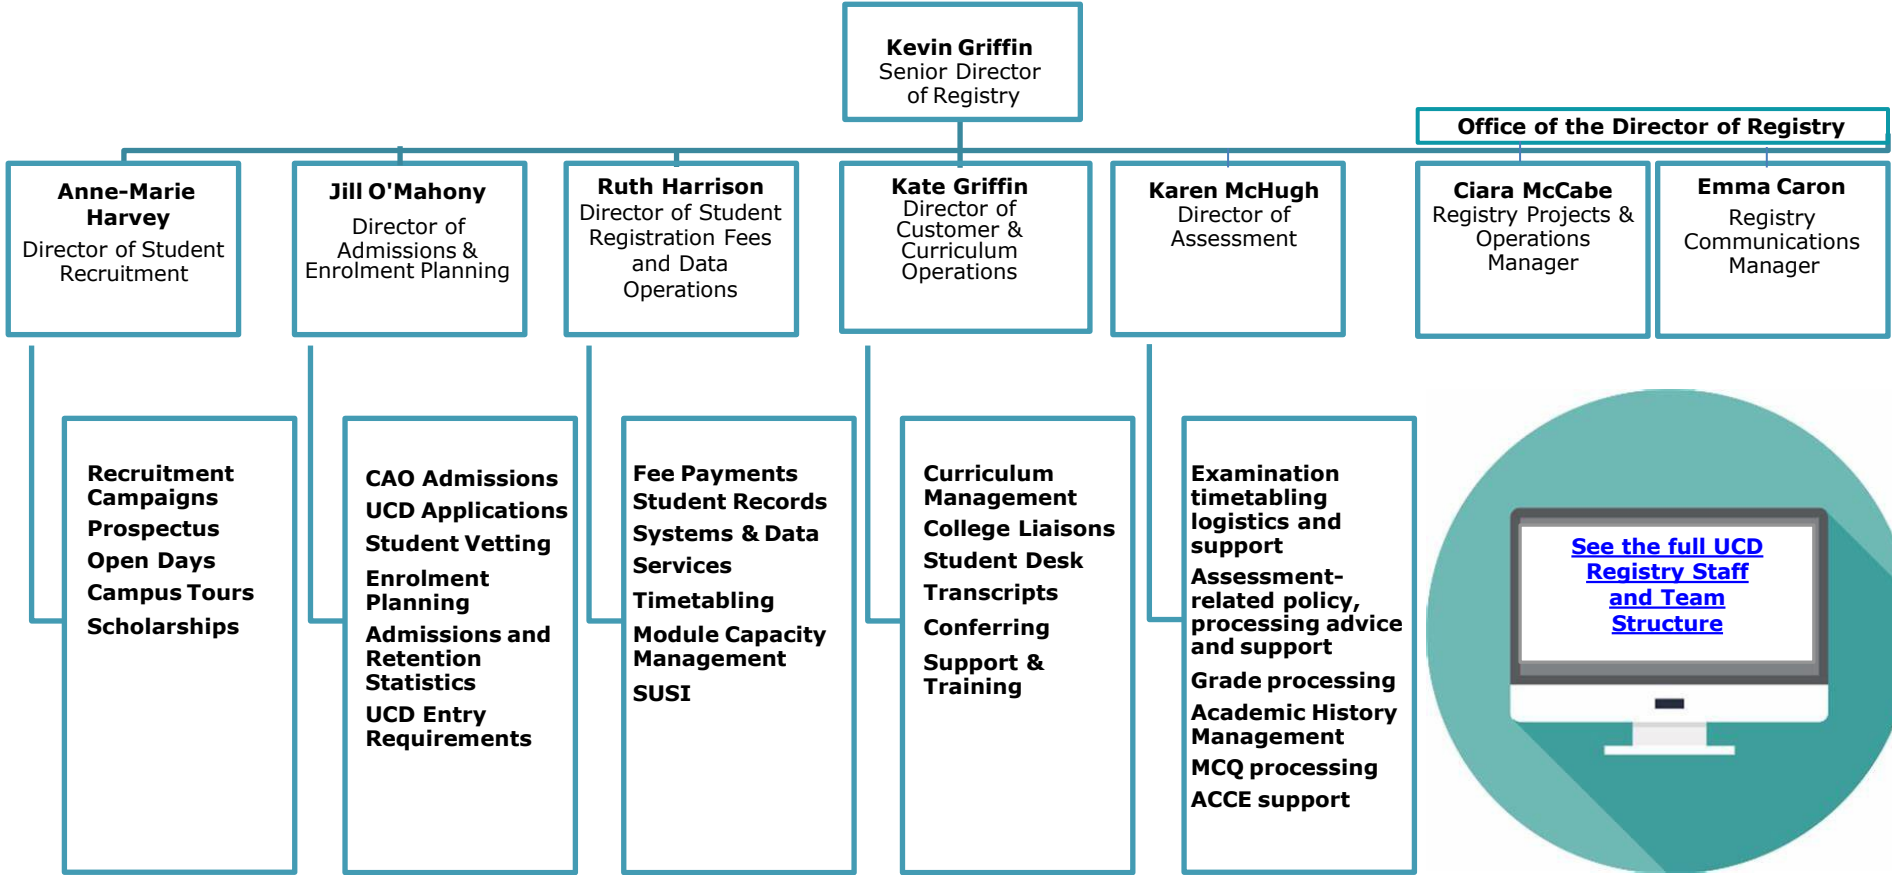 Kevin Griffin
Senior Director
of Registry
Office of the Director of Registry
Anne-Marie
Harvey
Director of Student
Recruitment
Jill O'Mahony
Director of
Admissions &
Enrolment Planning
Ruth Harrison
Director of Student
Registration Fees
and Data
Operations
Kate Griffin
Director of
Customer &
Curriculum
Operations
Karen McHugh
Director of
Assessment
Ciara McCabe
Registry Projects &
Operations
Manager
Emma Caron
Registry
Communications
Manager
Recruitment
Campaigns
Prospectus
Open Days
Campus Tours
Scholarships
CAO Admissions
UCD Applications
Student Vetting
Enrolment
Planning
Admissions and
Retention
Statistics
UCD Entry
Requirements
Fee Payments
Student Records
Systems & Data
Services
Timetabling
Module Capacity
Management
SUSI
Curriculum
Management
College Liaisons
Student Desk
Transcripts
Conferring
Support &
Training
Examination
timetabling
logistics and
support
Assessment-
related policy,
processing advice
and support
Grade processing
Academic History
Management
MCQ processing
ACCE support
See the full UCD
Registry Staff
and Team
Structure